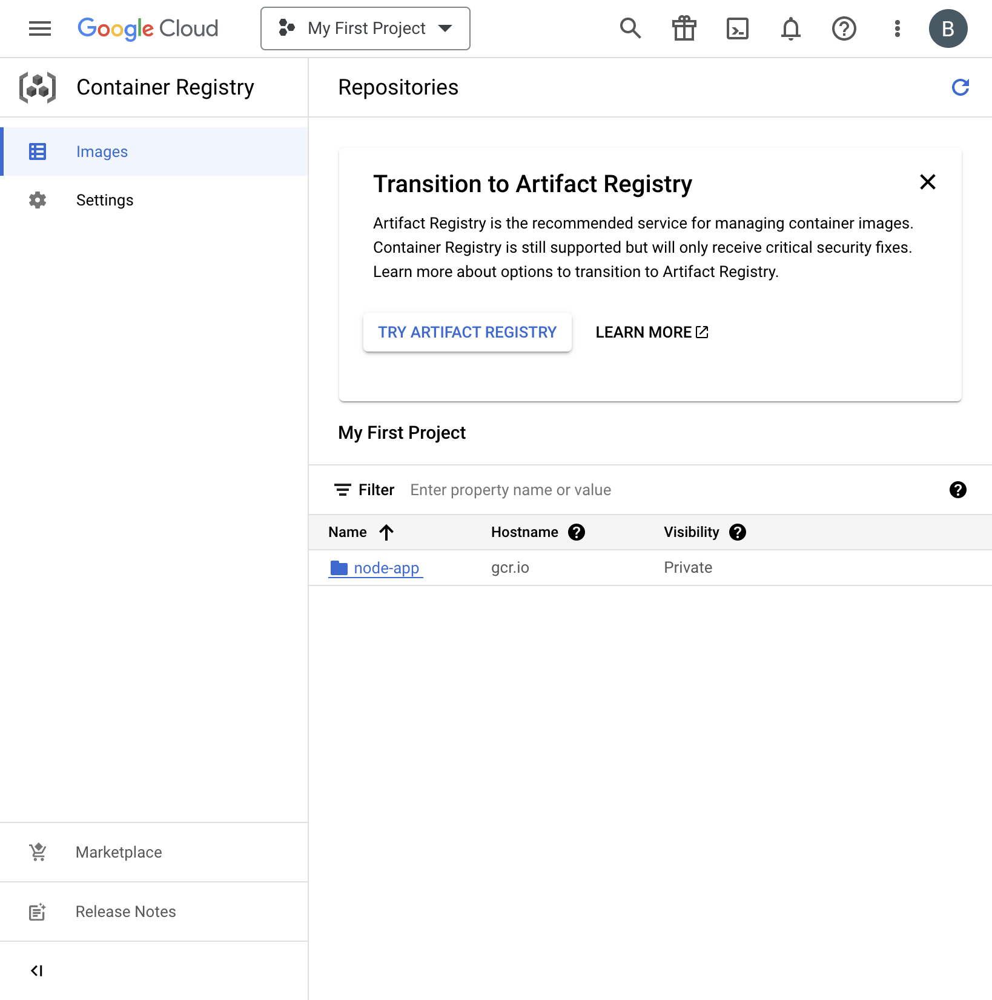 Google Cloud
My First Project
B
Container Registry
Repositories
Images
Settings
Transition to Artifact Registry
Artifact Registry is the recommended service for managing container images.
Container Registry is still supported but will only receive critical security fixes.
Learn more about options to transition to Artifact Registry.
TRY ARTIFACT REGISTRY
LEARN MORE
My First Project
Filter Enter property name or value
Name Hostname Visibility
node-app gcr.io Private
Marketplace
Release Notes